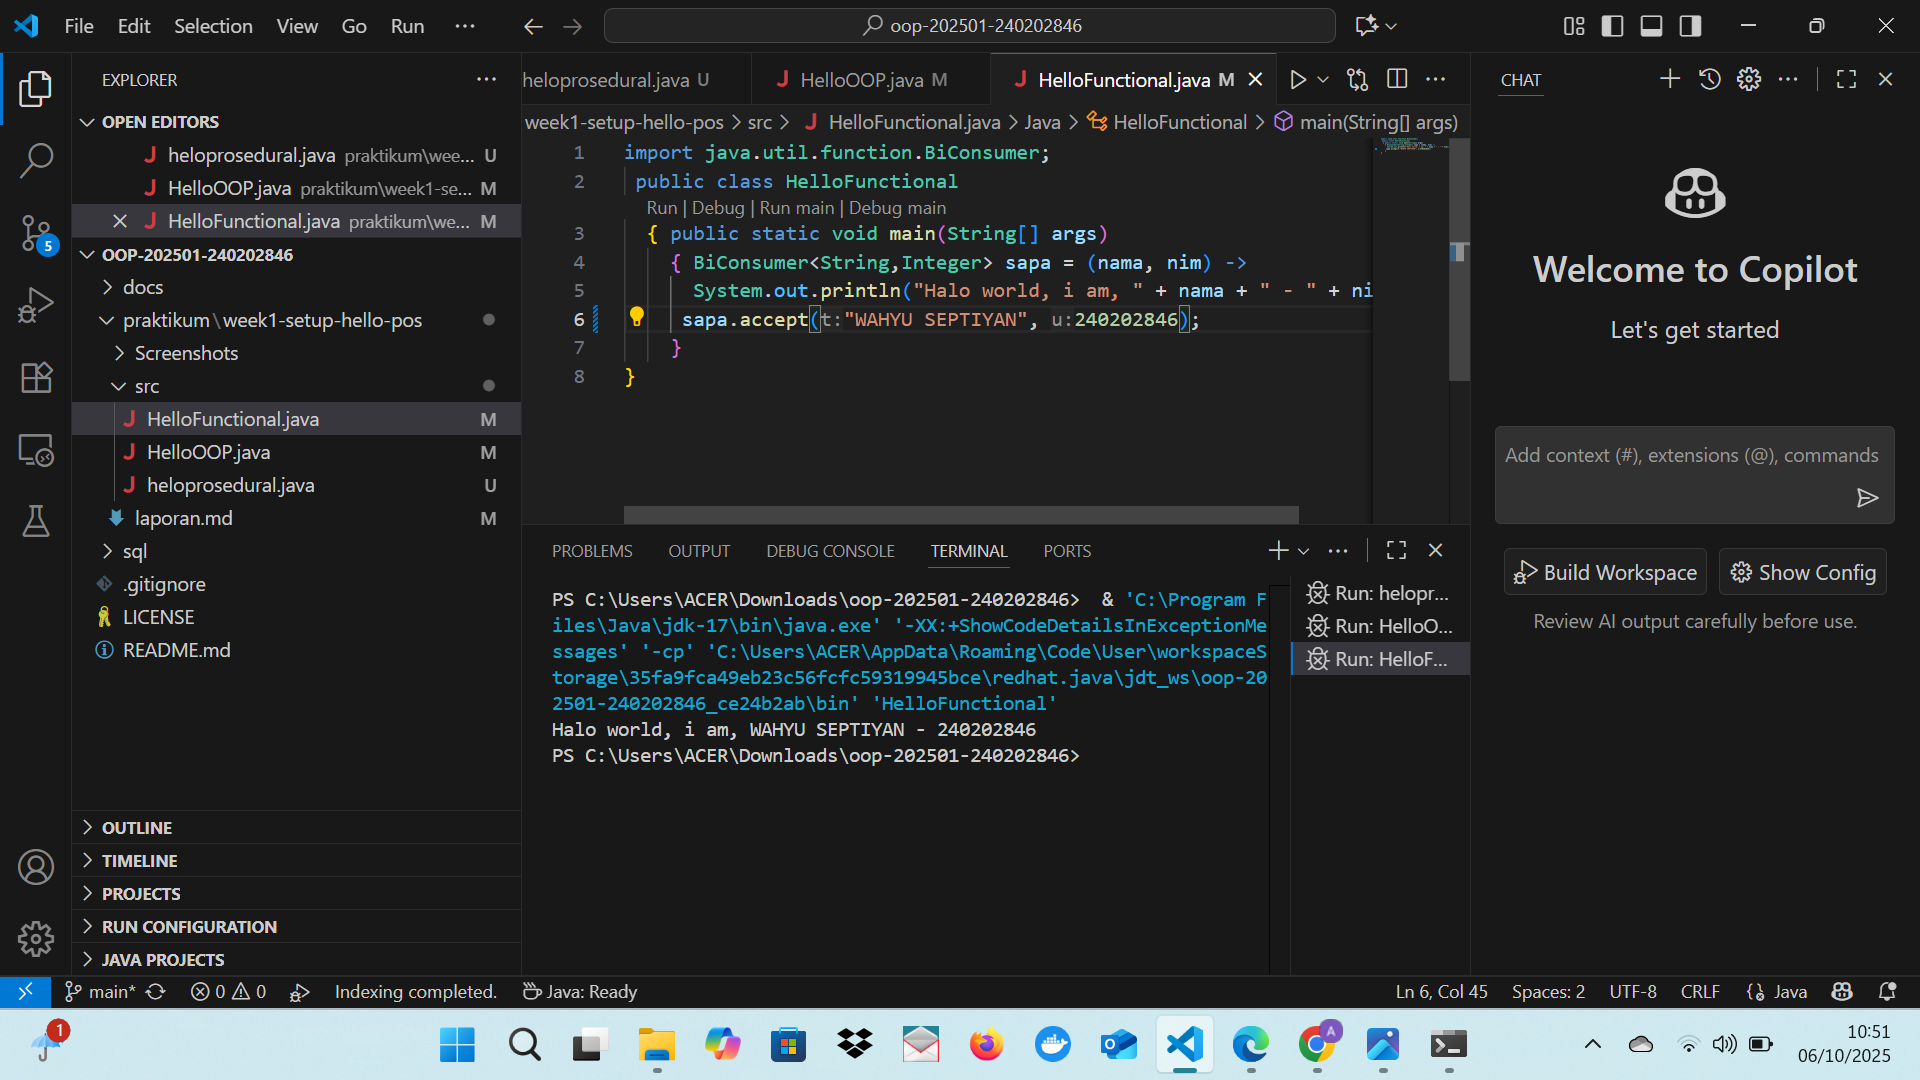 File Edit Selection View Go Run ... oop-202501-240202846
EXPLORER
OPEN EDITORS
heloprosedural.java praktikum\wee... U
HelloOOP.java praktikum\week1-se... M
HelloFunctional.java praktikum\we... M
OOP-202501-240202846
docs
praktikum\week1-setup-hello-pos
Screenshots
src
HelloFunctional.java M
HelloOOP.java M
heloprosedural.java U
laporan.md M
sql
.gitignore
LICENSE
README.md
OUTLINE
TIMELINE
PROJECTS
RUN CONFIGURATION
JAVA PROJECTS
5
heloprosedural.java U HelloOOP.java M HelloFunctional.java M
week1-setup-hello-pos > src > HelloFunctional.java > Java > HelloFunctional > main(String[] args)
1 import java.util.function.BiConsumer;
2 public class HelloFunctional
Run | Debug | Run main | Debug main
3 { public static void main(String[] args)
4 { BiConsumer<String,Integer> sapa = (nama, nim) ->
5 System.out.println("Halo world, i am, " + nama + " - " + ni
6 sapa.accept(t:"WAHYU SEPTIYAN", u:240202846);
7 }
8 }
PROBLEMS OUTPUT DEBUG CONSOLE TERMINAL PORTS
PS C:\Users\ACER\Downloads\oop-202501-240202846> & 'C:\Program F
iles\Java\jdk-17\bin\java.exe' '-XX:+ShowCodeDetailsInExceptionMe
ssages' '-cp' 'C:\Users\ACER\AppData\Roaming\Code\User\workspaceS
torage\35fa9fca49eb23c56fcfc59319945bce\redhat.java\jdt_ws\oop-20
2501-240202846_ce24b2ab\bin' 'HelloFunctional'
Halo world, i am, WAHYU SEPTIYAN - 240202846
PS C:\Users\ACER\Downloads\oop-202501-240202846>
Run: helopr...
Run: HelloO...
Run: HelloF...
CHAT
Welcome to Copilot
Let's get started
Add context (#), extensions (@), commands
Build Workspace Show Config
Review AI output carefully before use.
main* 0 0 Indexing completed. Java: Ready Ln 6, Col 45 Spaces: 2 UTF-8 CRLF Java
1
A
10:51
06/10/2025